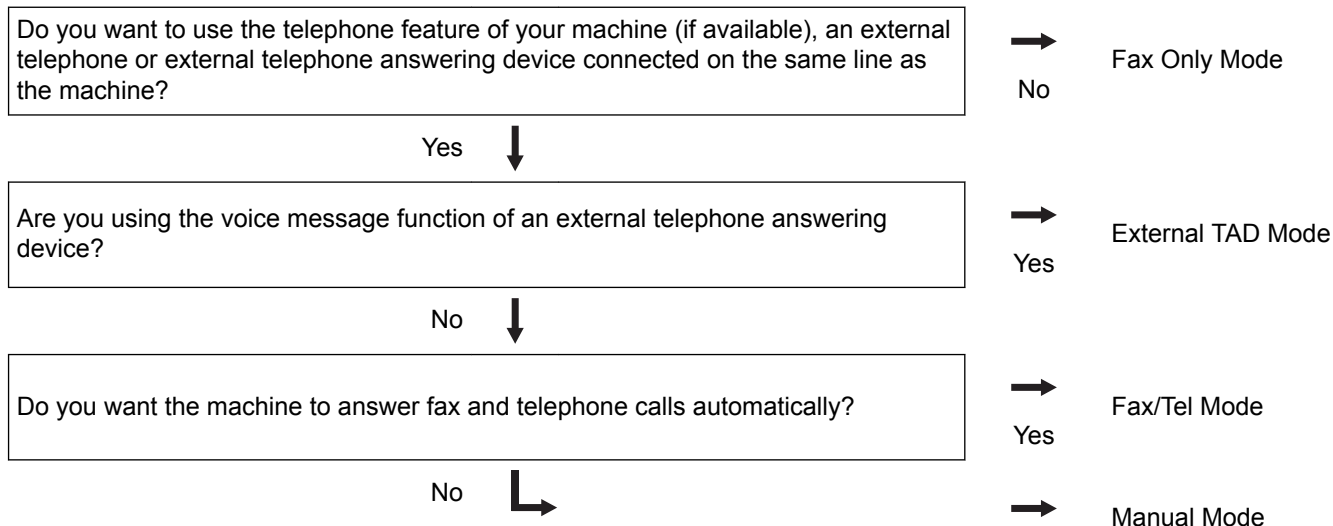 Do you want to use the telephone feature of your machine (if available), an external
telephone or external telephone answering device connected on the same line as
the machine?
No
Fax Only Mode
Yes
Are you using the voice message function of an external telephone answering
device?
Yes
External TAD Mode
No
Do you want the machine to answer fax and telephone calls automatically?
Yes
Fax/Tel Mode
No
Manual Mode